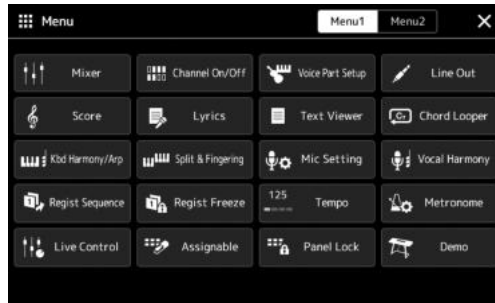 Menu
Menu1 Menu2
Mixer Channel On/Off Voice Part Setup Line Out
Score Lyrics Text Viewer Chord Looper
Kbd Harmony/Arp Split & Fingering Mic Setting Vocal Harmony
Regist Sequence Regist Freeze 125 Tempo Metronome
Live Control Assignable Panel Lock Demo